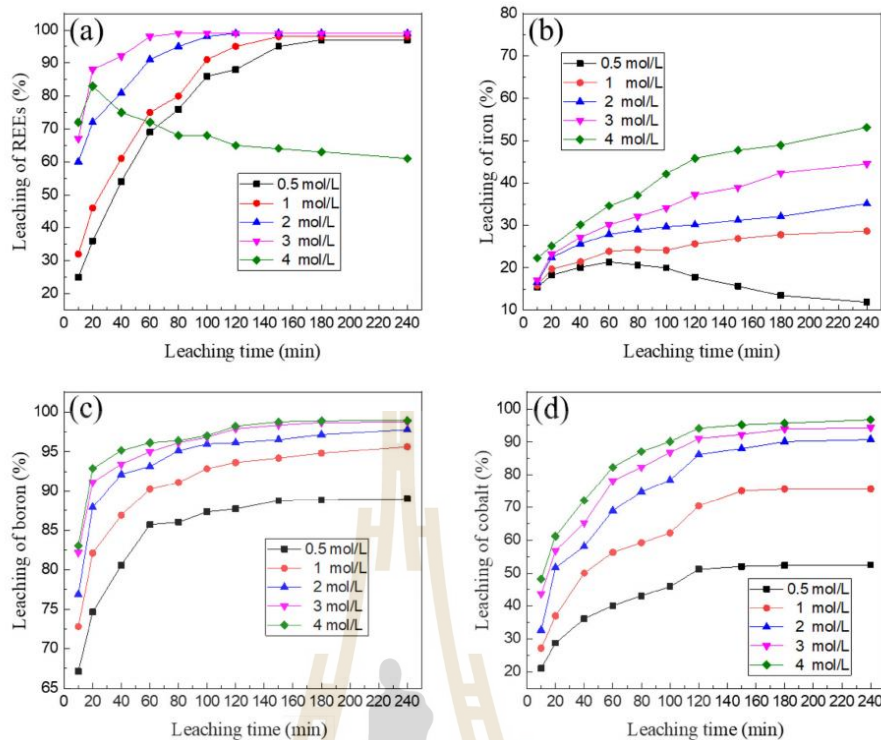 (a)
Leaching of REEs (%)
100
90
80
70
60
50
40
30
20
0.5 mol/L
1 mol/L
2 mol/L
3 mol/L
4 mol/L
0 20 40 60 80 100 120 140 160 180 200 220 240
Leaching time (min)
(b)
Leaching of iron (%)
80
70
60
50
40
30
20
10
0.5 mol/L
1 mol/L
2 mol/L
3 mol/L
4 mol/L
0 20 40 60 80 100 120 140 160 180 200 220 240
Leaching time (min)
(c)
Leaching of boron (%)
100
95
90
85
80
75
70
65
0.5 mol/L
1 mol/L
2 mol/L
3 mol/L
4 mol/L
0 20 40 60 80 100 120 140 160 180 200 220 240
Leaching time (min)
(d)
Leaching of cobalt (%)
100
90
80
70
60
50
40
30
20
0.5 mol/L
1 mol/L
2 mol/L
3 mol/L
4 mol/L
0 20 40 60 80 100 120 140 160 180 200 220 240
Leaching time (min)